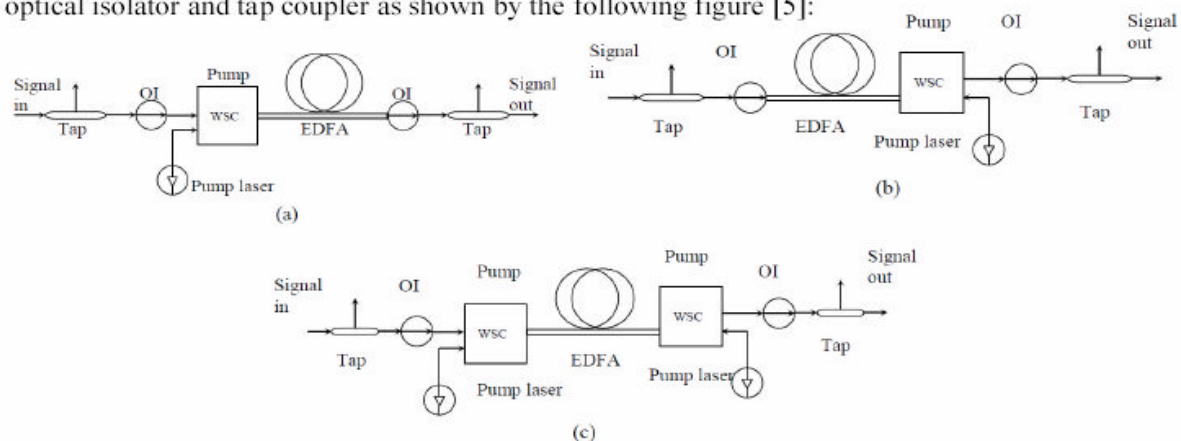 optical isolator and tap coupler as shown by the following figure [5]:
Signal
in
Tap
OI
Pump
WSC
Pump laser
EDFA
OI
Signal
out
Tap
(a)
Signal
in
Tap
OI
EDFA
Pump
WSC
Pump laser
OI
Signal
out
Tap
(b)
Signal
in
Tap
OI
Pump
WSC
Pump laser
EDFA
Pump
WSC
Pump laser
OI
Signal
out
Tap
(c)